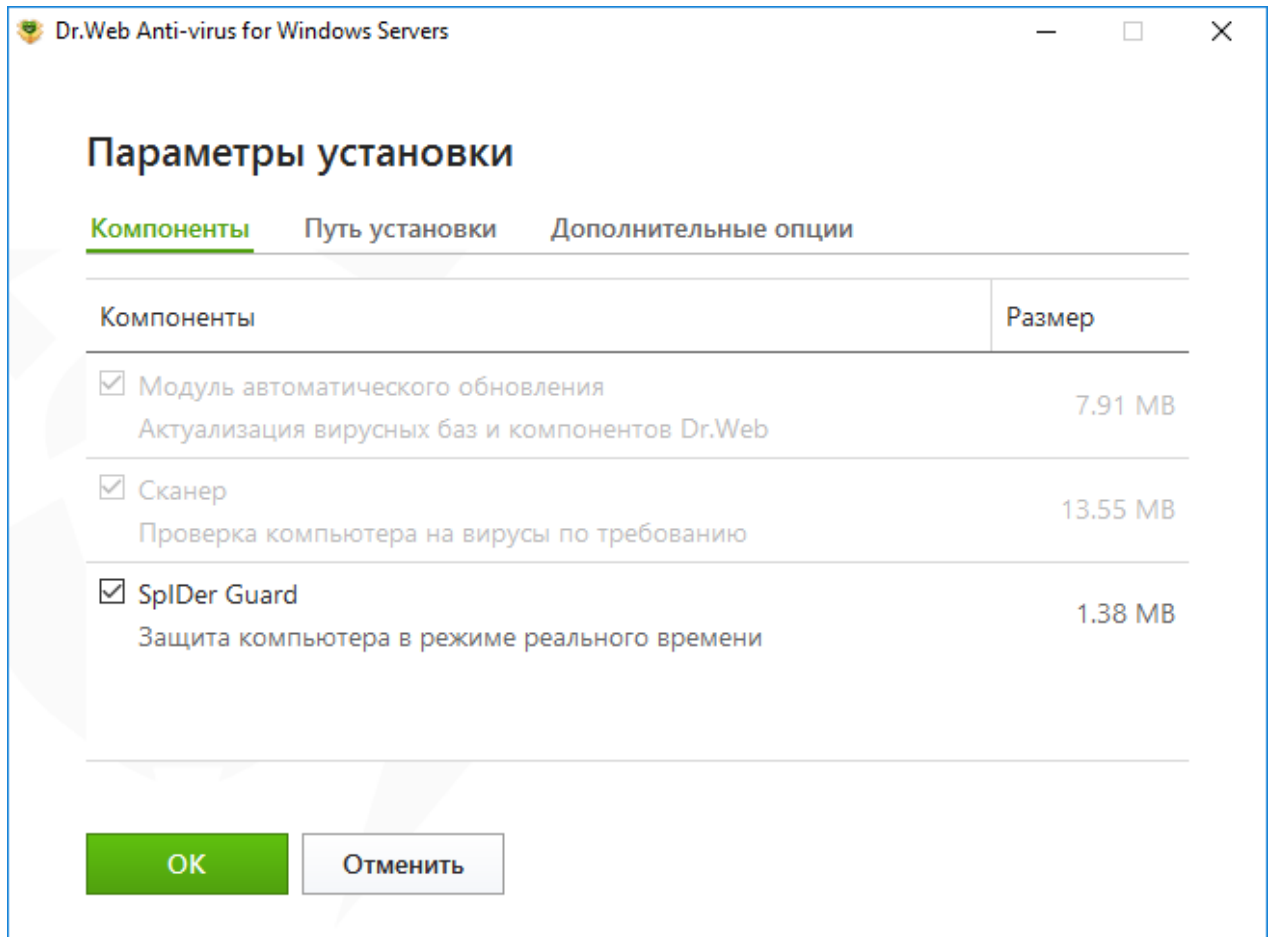 Dr.Web Anti-virus for Windows Servers
Параметры установки
Компоненты Путь установки Дополнительные опции
Компоненты Размер
Модуль автоматического обновления
7.91 MB
Актуализация вирусных баз и компонентов Dr.Web
Сканер
13.55 MB
Проверка компьютера на вирусы по требованию
SpIDer Guard
1.38 MB
Защита компьютера в режиме реального времени
OK Отменить